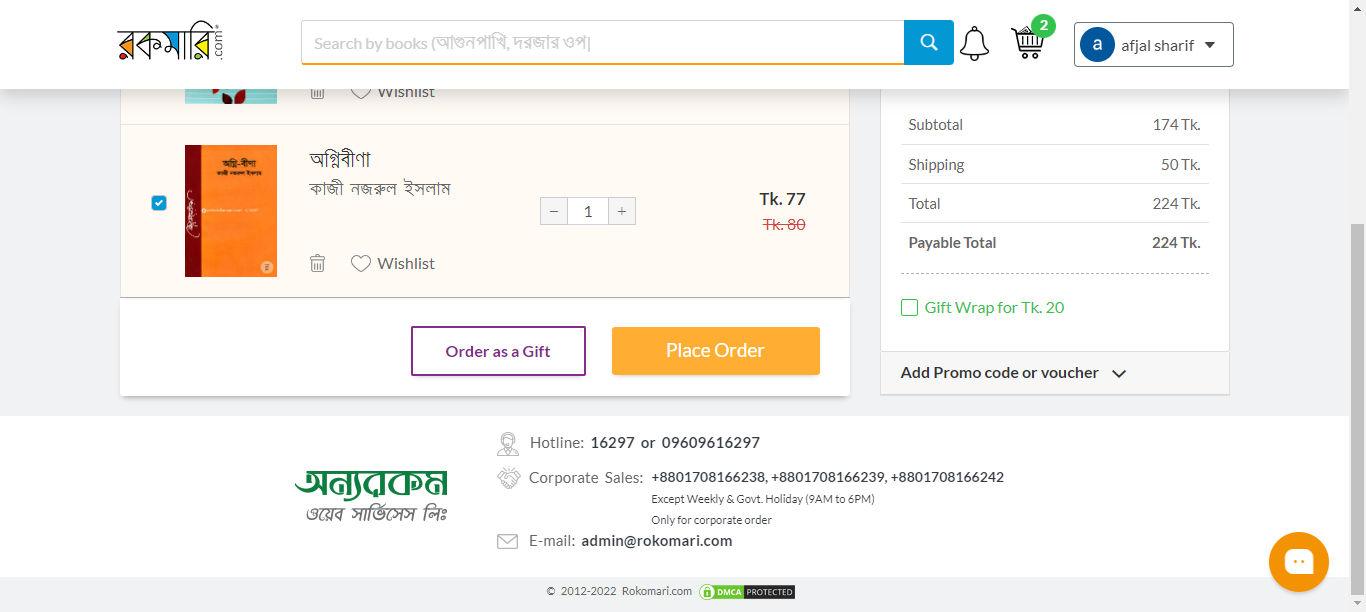 রকমারি.com
Search by books (আগুনপাখি, দরজার ওপ|
2
a afjal sharif
Wishlist
অগ্নিবীণা
কাজী নজরুল ইসলাম
অগ্নি-বীণা
কাজী নজরুল ইসলাম
− 1 +
Tk. 77
Tk. 80
Wishlist
Order as a Gift
Place Order
Subtotal 174 Tk.
Shipping 50 Tk.
Total 224 Tk.
Payable Total 224 Tk.
Gift Wrap for Tk. 20
Add Promo code or voucher
অন্যরকম
ওয়েব সার্ভিসেস লিঃ
Hotline: 16297 or 09609616297
Corporate Sales: +8801708166238, +8801708166239, +8801708166242
Except Weekly & Govt. Holiday (9AM to 6PM)
Only for corporate order
E-mail: admin@rokomari.com
© 2012-2022 Rokomari.com DMCA PROTECTED